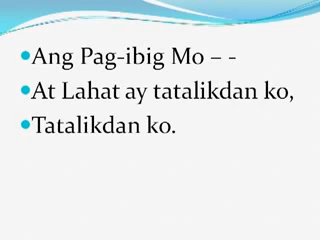 • Ang Pag-ibig Mo – -
• At Lahat ay tatalikdan ko,
• Tatalikdan ko.